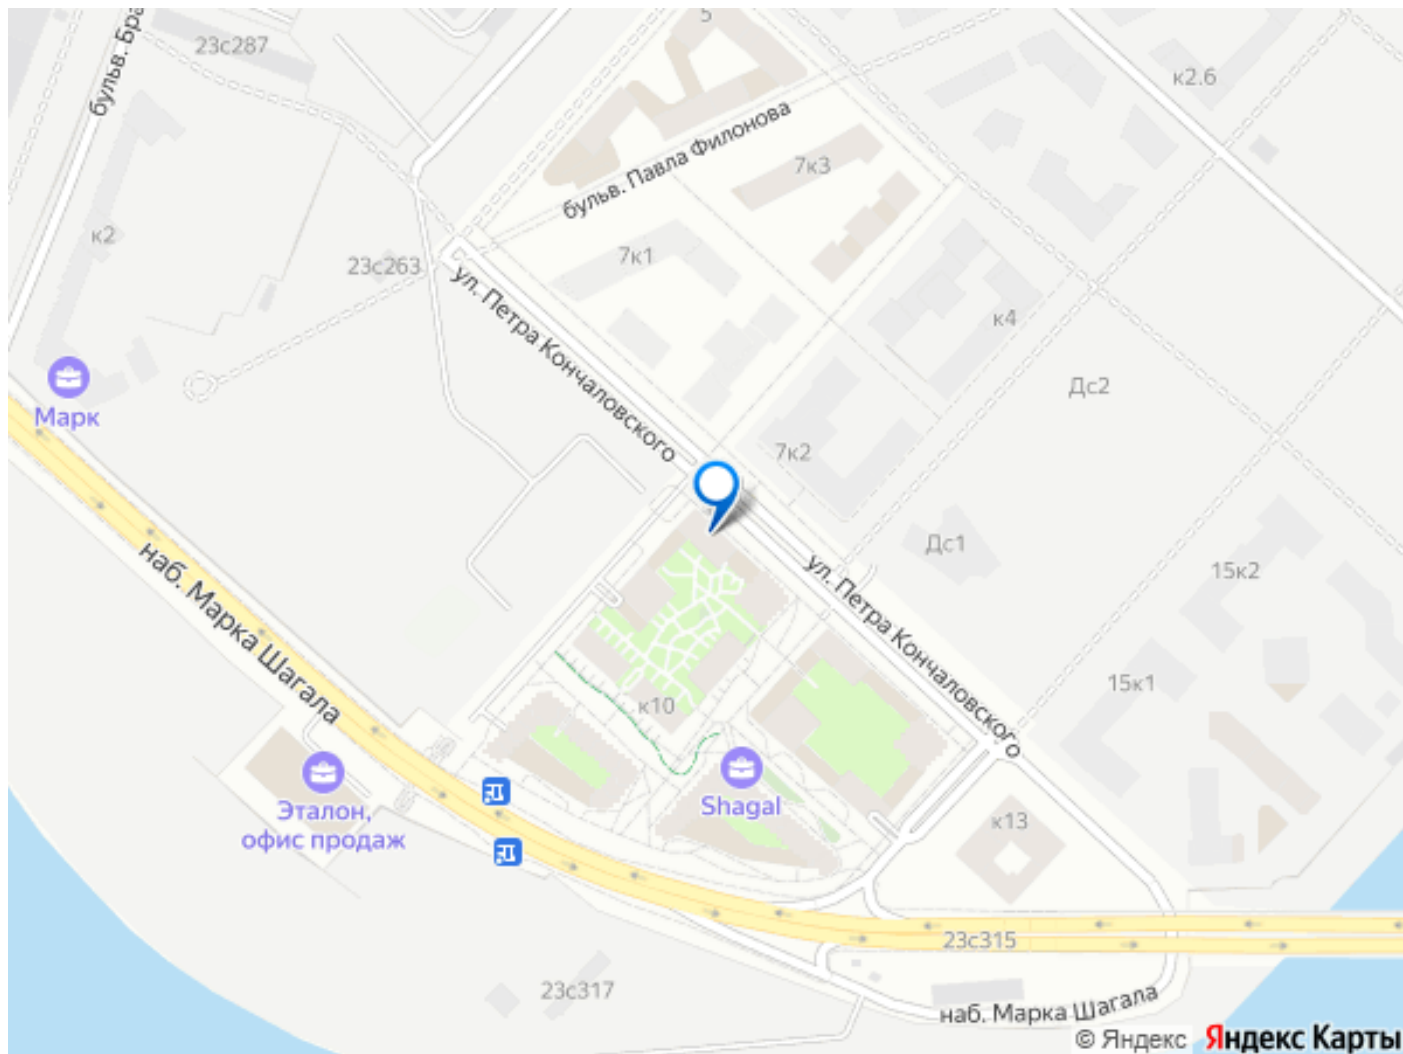 5
23с287
бульв. Бра
к2.6
бульв. Павла Филонова
7к3
к2
23с263
7к1
ул. Петра Кончаловского
к4
Дс2
Марк
7к2
Дс1
ул. Петра Кончаловского
15к2
наб. Марка Шагала
15к1
к10
Shagal
Эталон,
офис продаж
к13
23с315
23с317
наб. Марка Шагала
© Яндекс Яндекс Карты